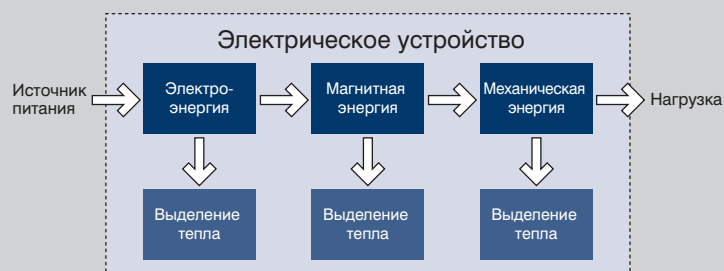 Электрическое устройство
Источник
питания
Электро-
энергия
Магнитная
энергия
Механическая
энергия
Нагрузка
Выделение
тепла
Выделение
тепла
Выделение
тепла